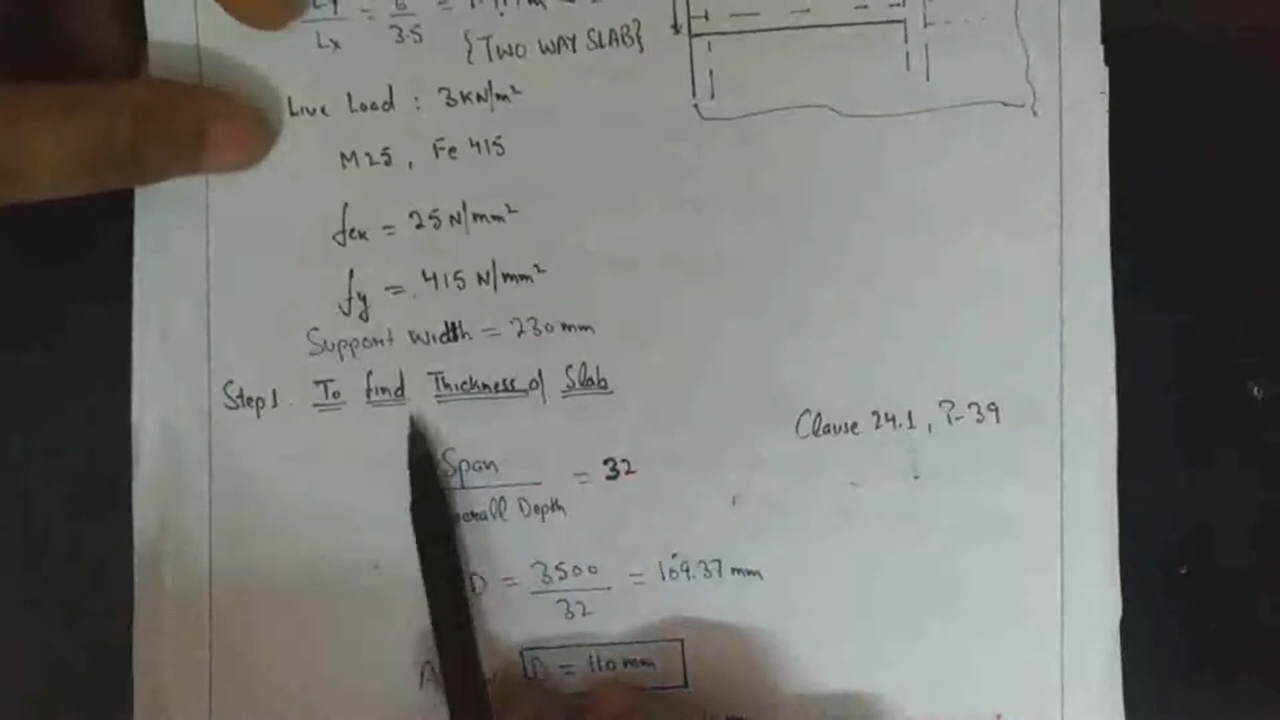 Lx = 3.5
{TWO WAY SLAB}
Live Load : 3KN/m²
M25, Fe 415
fck = 25 N/mm²
fy = 415 N/mm²
Support width = 230 mm
Step1. To find Thickness of Slab
Clause 24.1, P-39
Span = 32
Depth
D = 3500 = 109.37 mm
32
D = 110 mm